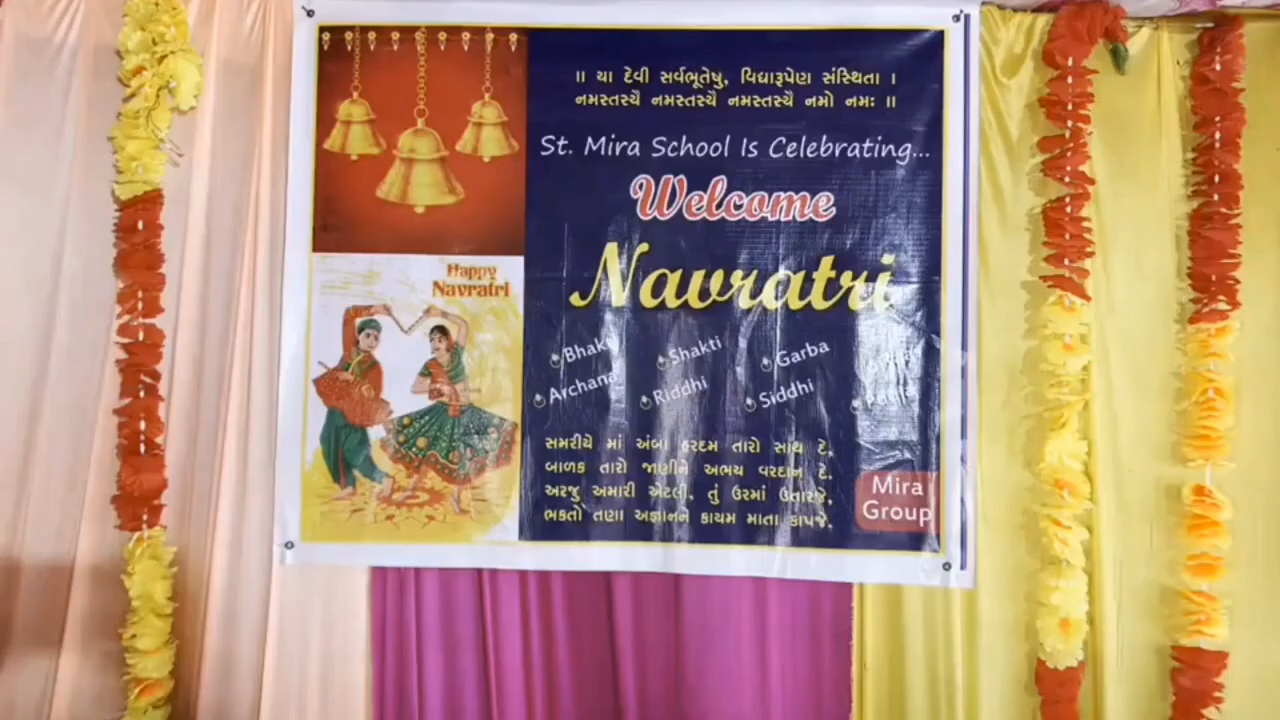 ॥ યા દેવી સર્વભૂતેષુ, વિદ્યારૂપેણ સંસ્થિતા ।
નમસ્તસ્યૈ નમસ્તસ્યૈ નમસ્તસ્યૈ નમો નમઃ ॥
St. Mira School Is Celebrating...
Welcome
Navratri
Happy
Navratri
Bhakti Shakti Garba
Archana Riddhi Siddhi
સમરીયે માં અંબા હરદમ તારો સાથ દે,
બાળક તારો જાણીને અભય વરદાન દે.
અરજુ અમારી એટલી, તું ઉરમાં ઉતારજે,
ભકતો તણા અજ્ઞાનને કાયમ માતા કાપજે.
Mira
Group